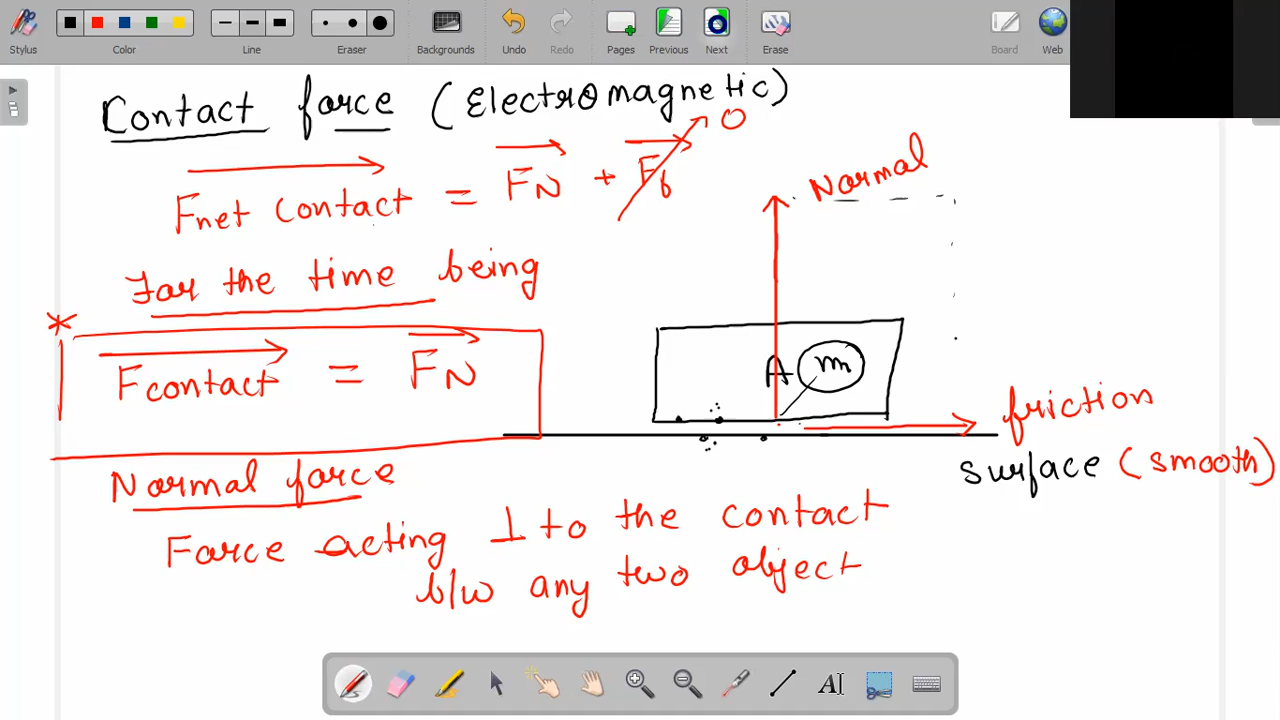 Stylus Color Line Eraser Backgrounds Undo Redo Pages Previous Next Erase Board Web
Contact force (Electromagnetic)
Fnet contact = FN + Fb 0
Normal
For the time being
* Fcontact = FN
A m
friction
surface (smooth)
Normal force
Force acting ⊥ to the contact
b/w any two object
AI